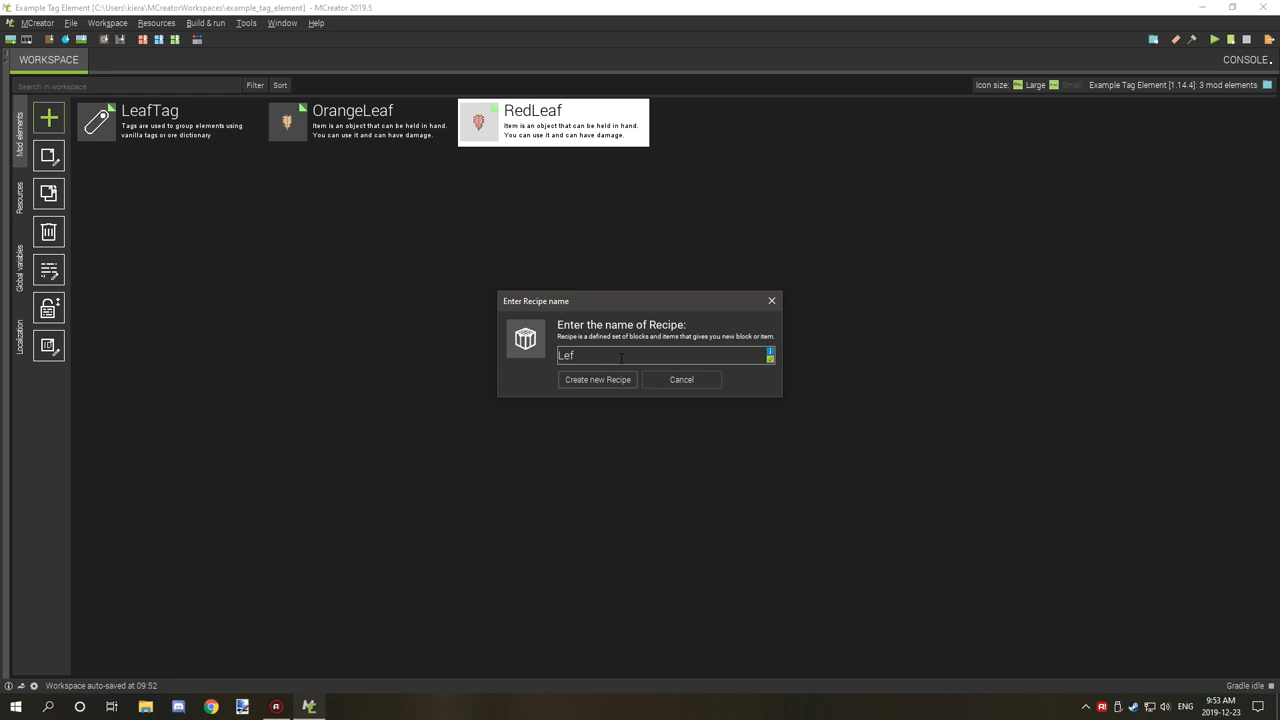 Example Tag Element [C:\Users\kiera\MCreatorWorkspaces\example_tag_element] - MCreator 2019.5
MCreator File Workspace Resources Build & run Tools Window Help
WORKSPACE
CONSOLE
Search in workspace
Filter
Sort
Icon size: Large Small Example Tag Element [1.14.4]: 3 mod elements
Mod elements
Resources
Global variables
Localization
LeafTag
Tags are used to group elements using
vanilla tags or ore dictionary
OrangeLeaf
Item is an object that can be held in hand.
You can use it and can have damage.
RedLeaf
Item is an object that can be held in hand.
You can use it and can have damage.
Enter Recipe name
Enter the name of Recipe:
Recipe is a defined set of blocks and items that gives you new block or item.
Lef
Create new Recipe
Cancel
Workspace auto-saved at 09:52
Gradle idle
ENG
9:53 AM
2019-12-23